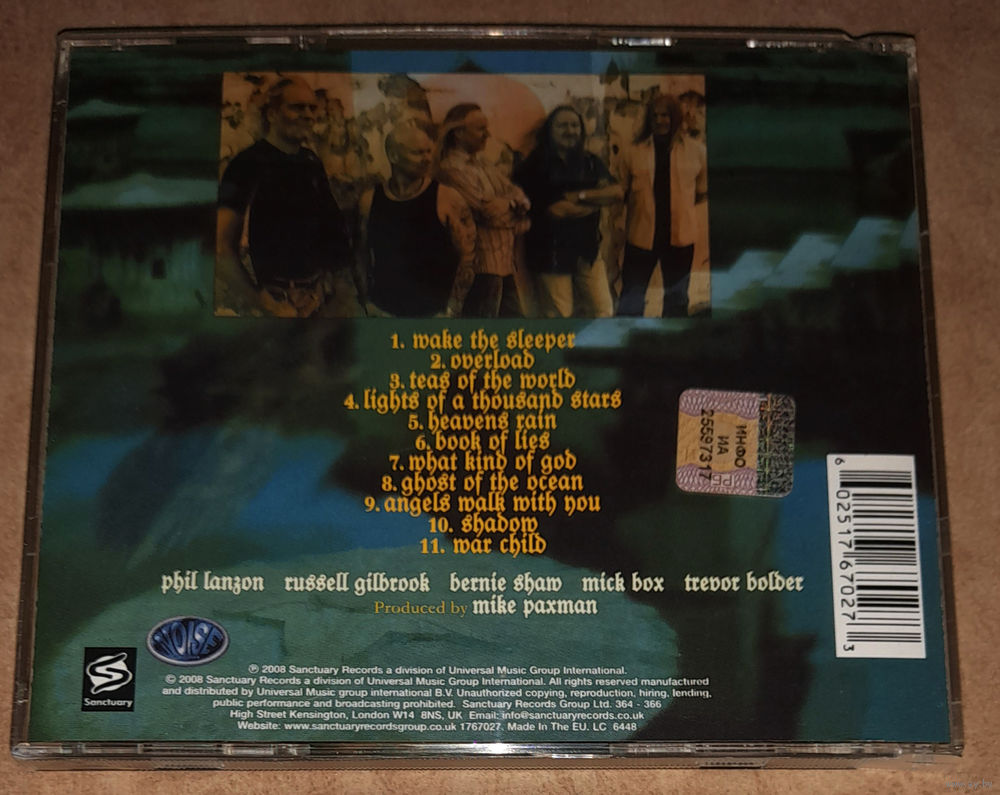 1. wake the sleeper
2. overload
3. teas of the world
4. lights of a thousand stars
5. heavens rain
6. book of lies
7. what kind of god
8. ghost of the ocean
9. angels walk with you
10. shadow
11. war child
phil lanzon russell gilbrook bernie shaw mick box trevor bolder
Produced by mike paxman
NOISE
Sanctuary
℗ 2008 Sanctuary Records a division of Universal Music Group International.
© 2008 Sanctuary Records a division of Universal Music Group International. All rights reserved manufactured
and distributed by Universal Music group international B.V. Unauthorized copying, reproduction, hiring, lending,
public performance and broadcasting prohibited. Sanctuary Records Group Ltd. 364 - 366
High Street Kensington, London W14 8NS, UK Email: info@sanctuaryrecords.co.uk
Website: www.sanctuaryrecordsgroup.co.uk 1767027. Made In The EU. LC 6448
ИНФО
ИА
25597317
6 02517 67027 3